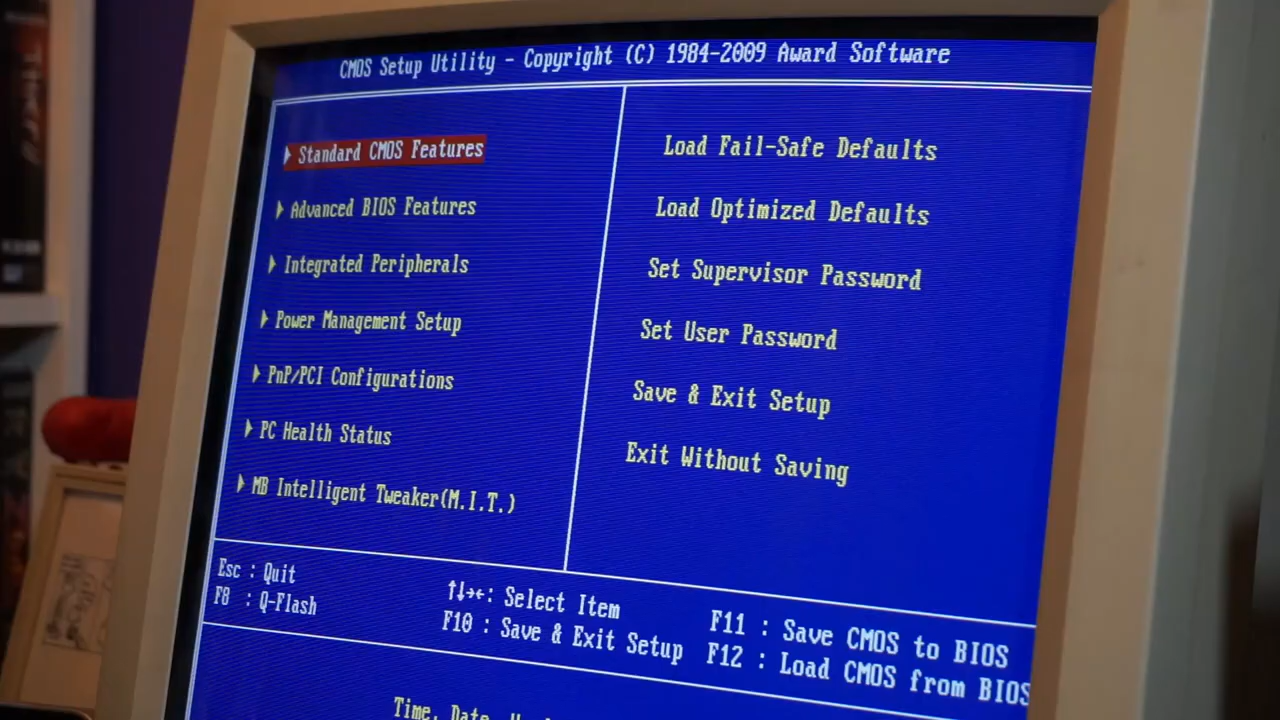 CMOS Setup Utility - Copyright (C) 1984-2009 Award Software
Standard CMOS Features
Advanced BIOS Features
Integrated Peripherals
Power Management Setup
PnP/PCI Configurations
PC Health Status
MB Intelligent Tweaker(M.I.T.)
Load Fail-Safe Defaults
Load Optimized Defaults
Set Supervisor Password
Set User Password
Save & Exit Setup
Exit Without Saving
Esc : Quit
F8 : Q-Flash
↑↓→←: Select Item
F10 : Save & Exit Setup
F11 : Save CMOS to BIOS
F12 : Load CMOS from BIOS
Time, Date,